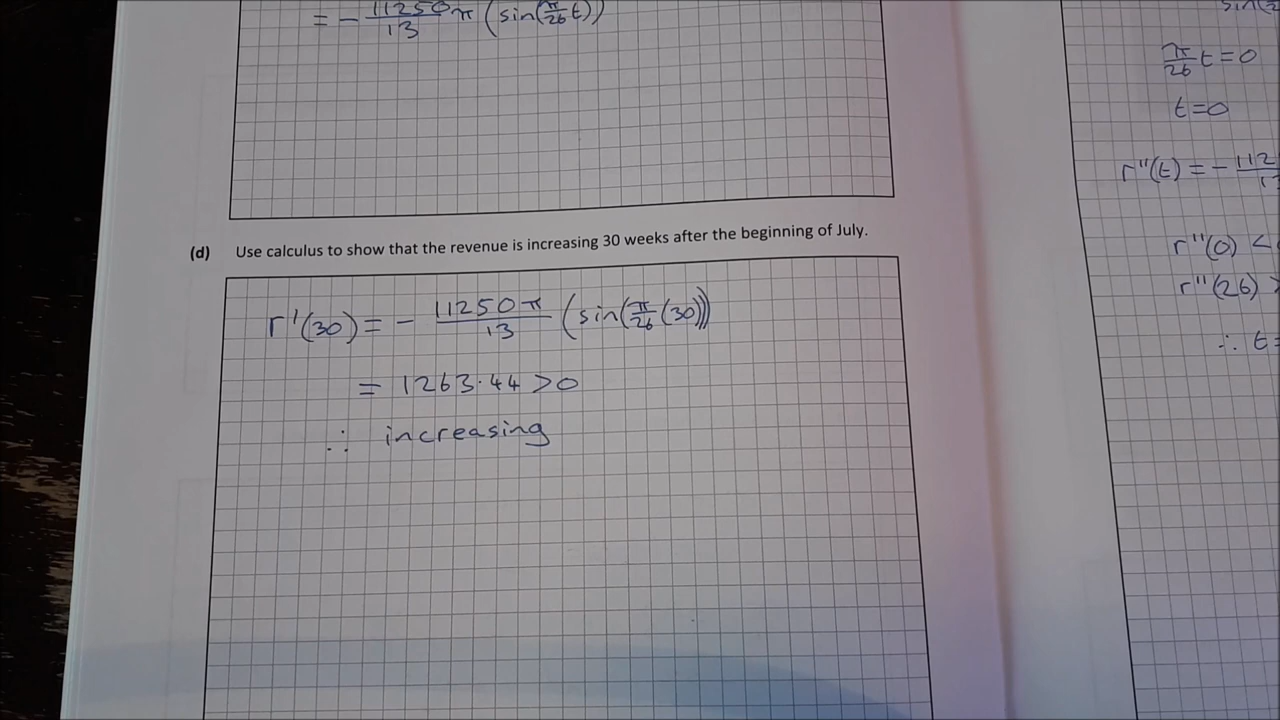 = - 11250/13 π (sin(π/26 t))
(d) Use calculus to show that the revenue is increasing 30 weeks after the beginning of July.
r'(30) = - 11250π/13 (sin(π/26 (30)))
= 1263.44 > 0
∴ increasing
π/26 t = 0
t = 0
r''(t) = - 112
r''(0) <
r''(26) >
∴ t =